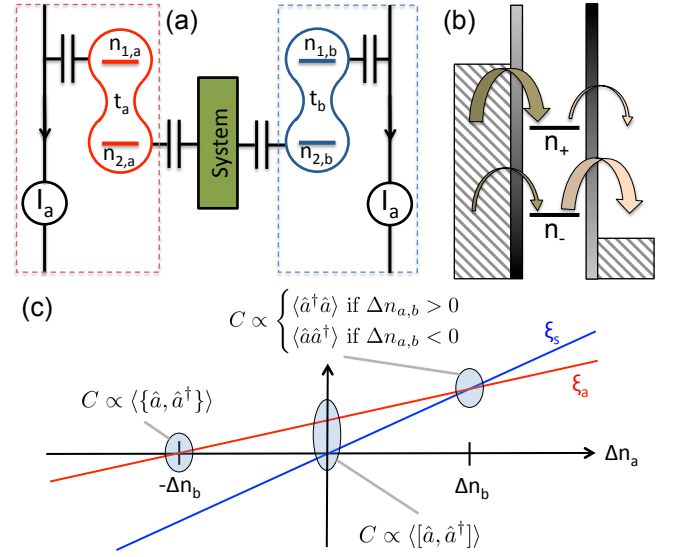 (a)
n1,a
ta
n2,a
Ia
System
n1,b
tb
n2,b
Ia
(b)
n+
n-
(c)
C ∝ { ⟨â†â⟩ if Δna,b > 0
⟨ââ†⟩ if Δna,b < 0
ξs
ξa
C ∝ ⟨{â, â†}⟩
-Δnb
Δnb
Δna
C ∝ ⟨[â, â†]⟩